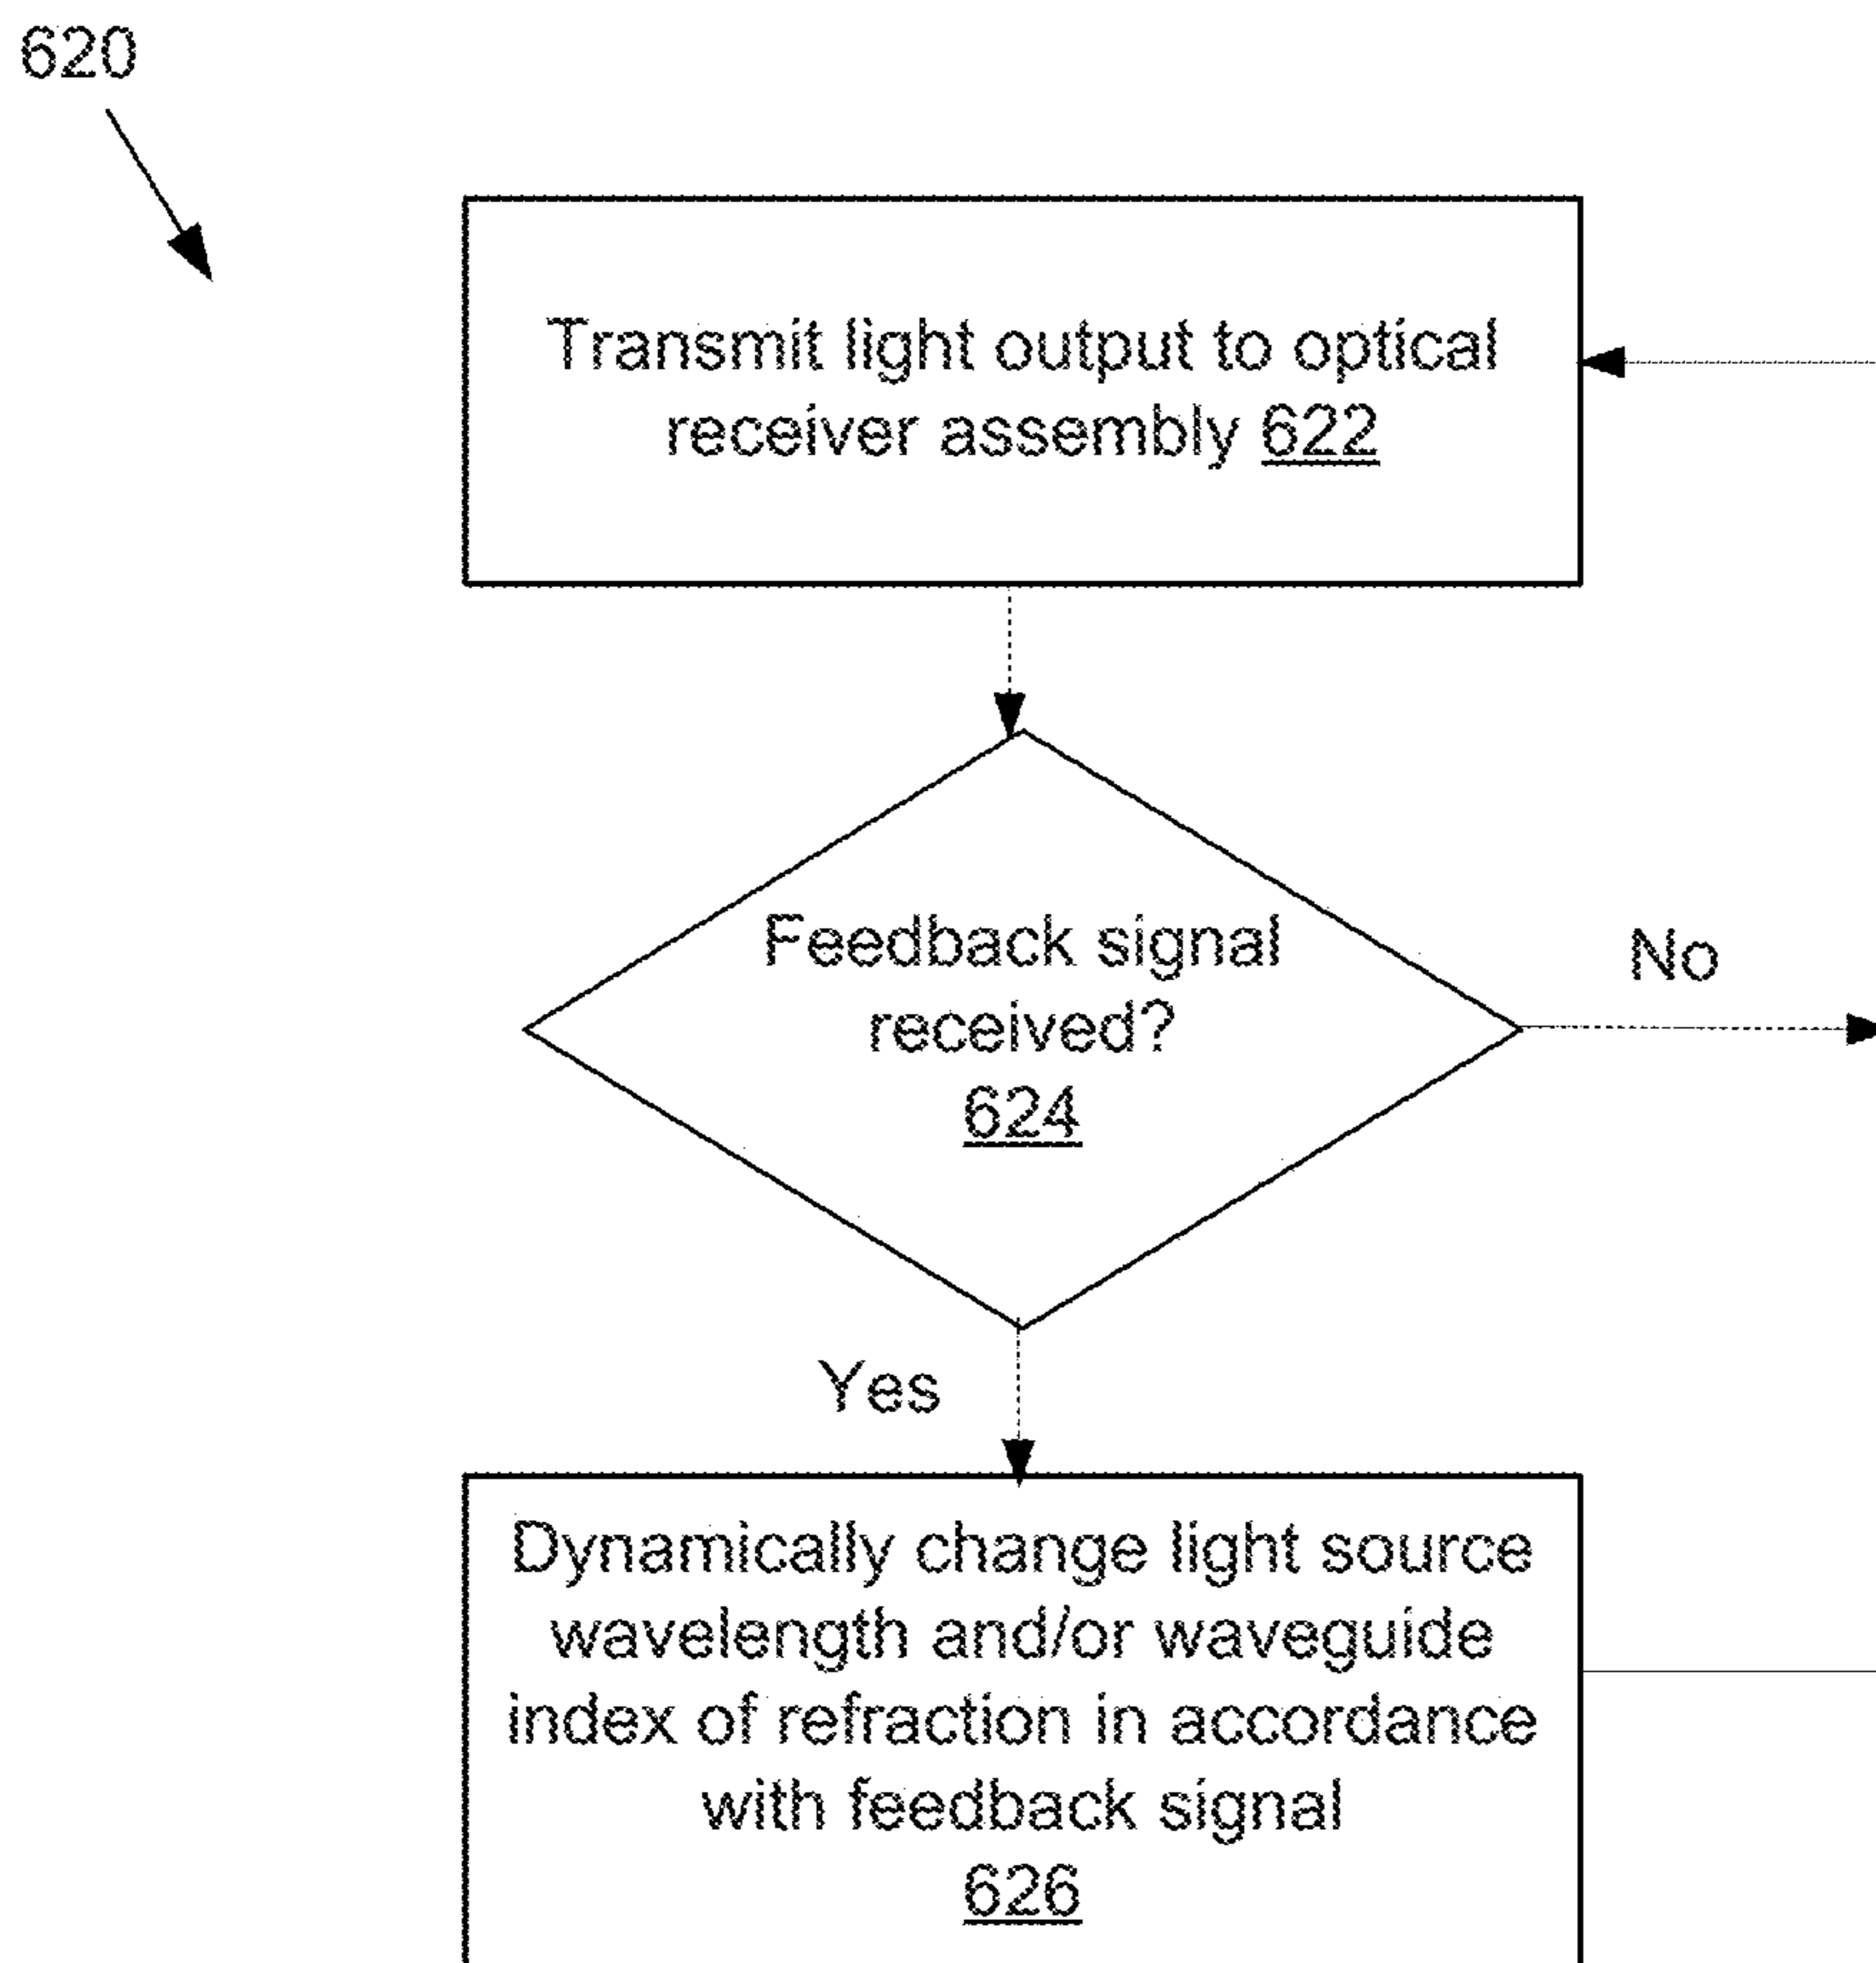 620
Transmit light output to optical
receiver assembly 622
Feedback signal
received?
624
No
Yes
Dynamically change light source
wavelength and/or waveguide
index of refraction in accordance
with feedback signal
626